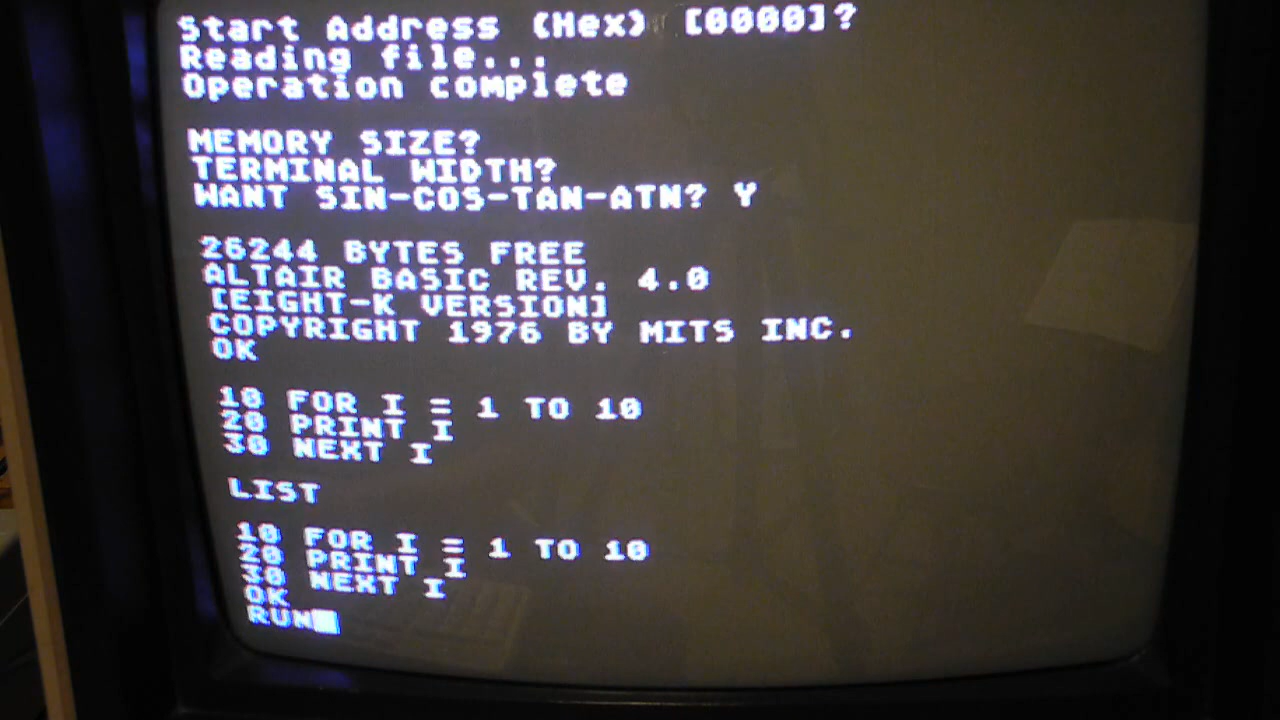 Start Address (Hex) [0000]?
Reading file...
Operation complete
MEMORY SIZE?
TERMINAL WIDTH?
WANT SIN-COS-TAN-ATN? Y
26244 BYTES FREE
ALTAIR BASIC REV. 4.0
[EIGHT-K VERSION]
COPYRIGHT 1976 BY MITS INC.
OK
10 FOR I = 1 TO 10
20 PRINT I
30 NEXT I
LIST
10 FOR I = 1 TO 10
20 PRINT I
30 NEXT I
OK
RUN